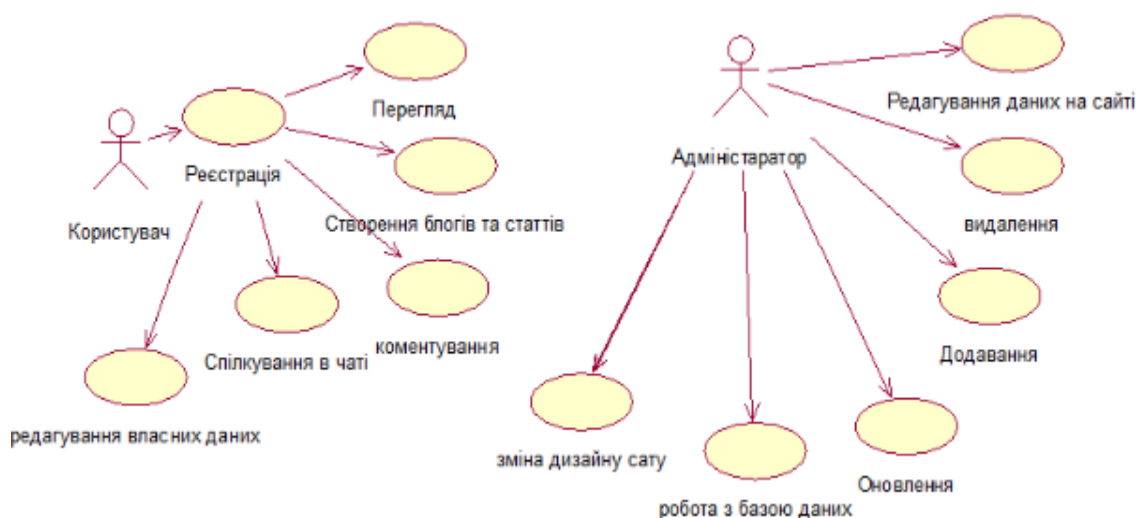 Перегляд
Реєстрація
Користувач
Створення блогів та статтів
коментування
Спілкування в чаті
редагування власних даних
Редагування даних на сайті
Адміністаратор
видалення
Додавання
Оновлення
робота з базою даних
зміна дизайну сату